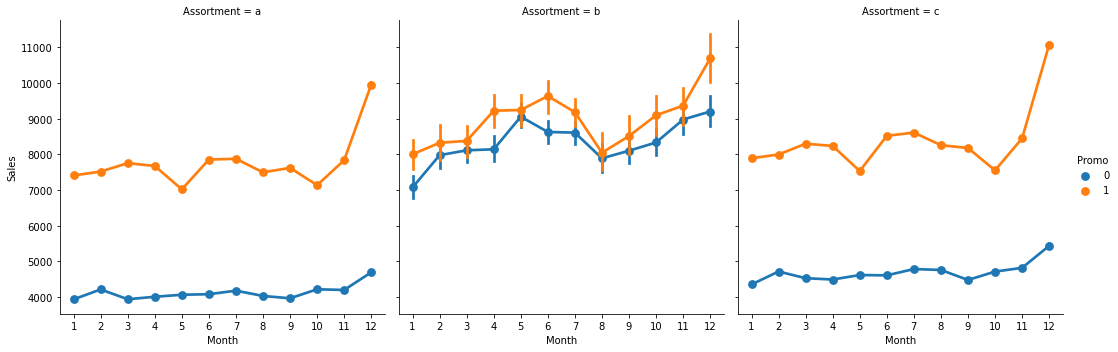 Assortment = a
Assortment = b
Assortment = c
11000
10000
9000
8000
7000
6000
5000
4000
Sales
1 2 3 4 5 6 7 8 9 10 11 12
1 2 3 4 5 6 7 8 9 10 11 12
1 2 3 4 5 6 7 8 9 10 11 12
Month
Month
Month
Promo
0
1